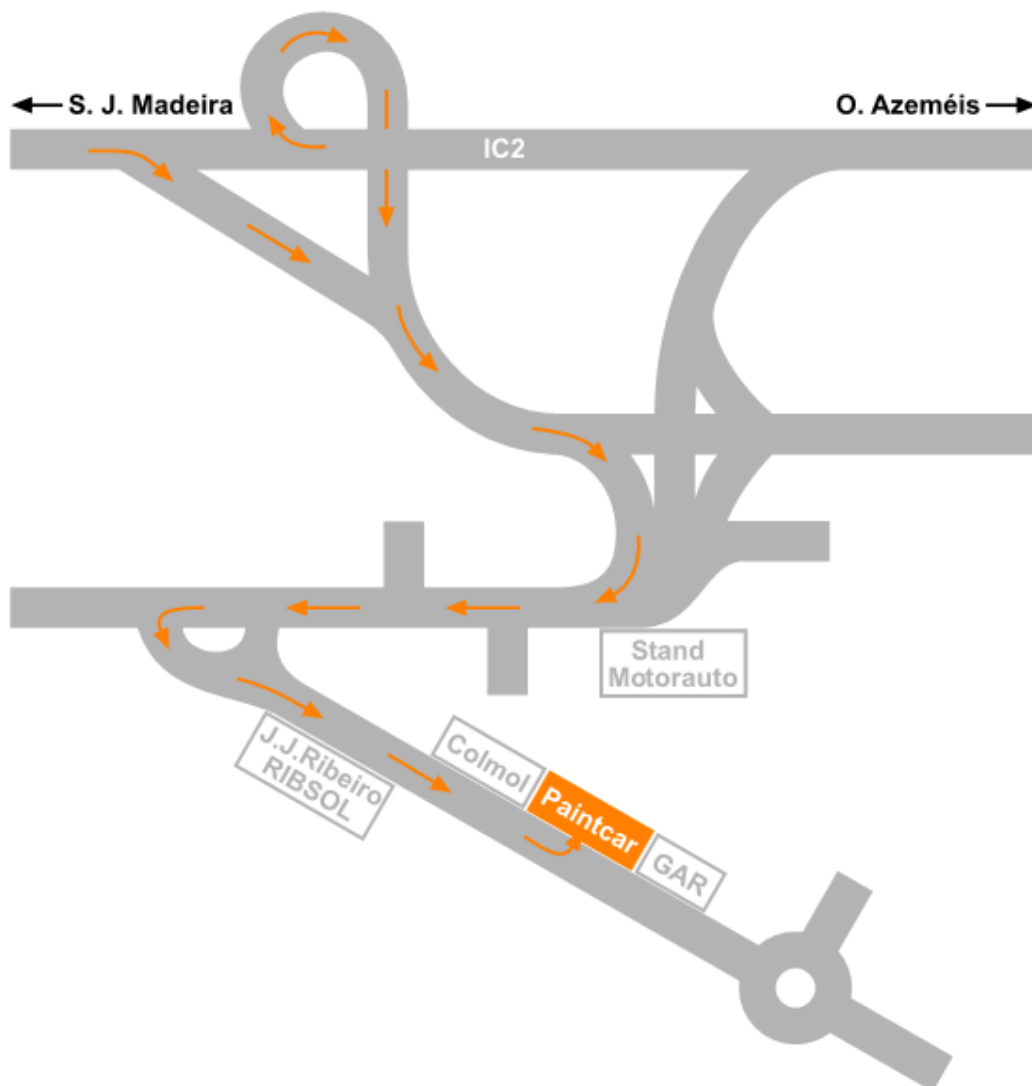 S. J. Madeira
O. Azeméis
IC2
Stand
Motorauto
J.J.Ribeiro
RIBSOL
Colmol
Paintcar
GAR